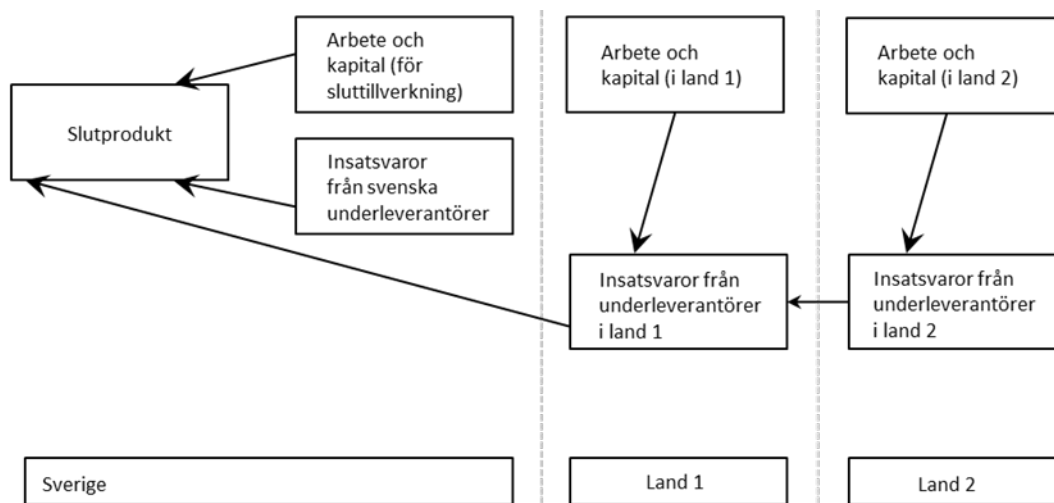 Arbete och
kapital (för
sluttillverkning)
Arbete och
kapital (i land 1)
Arbete och
kapital (i land 2)
Slutprodukt
Insatsvaror
från svenska
underleverantörer
Insatsvaror från
underleverantörer
i land 1
Insatsvaror från
underleverantörer
i land 2
Sverige
Land 1
Land 2